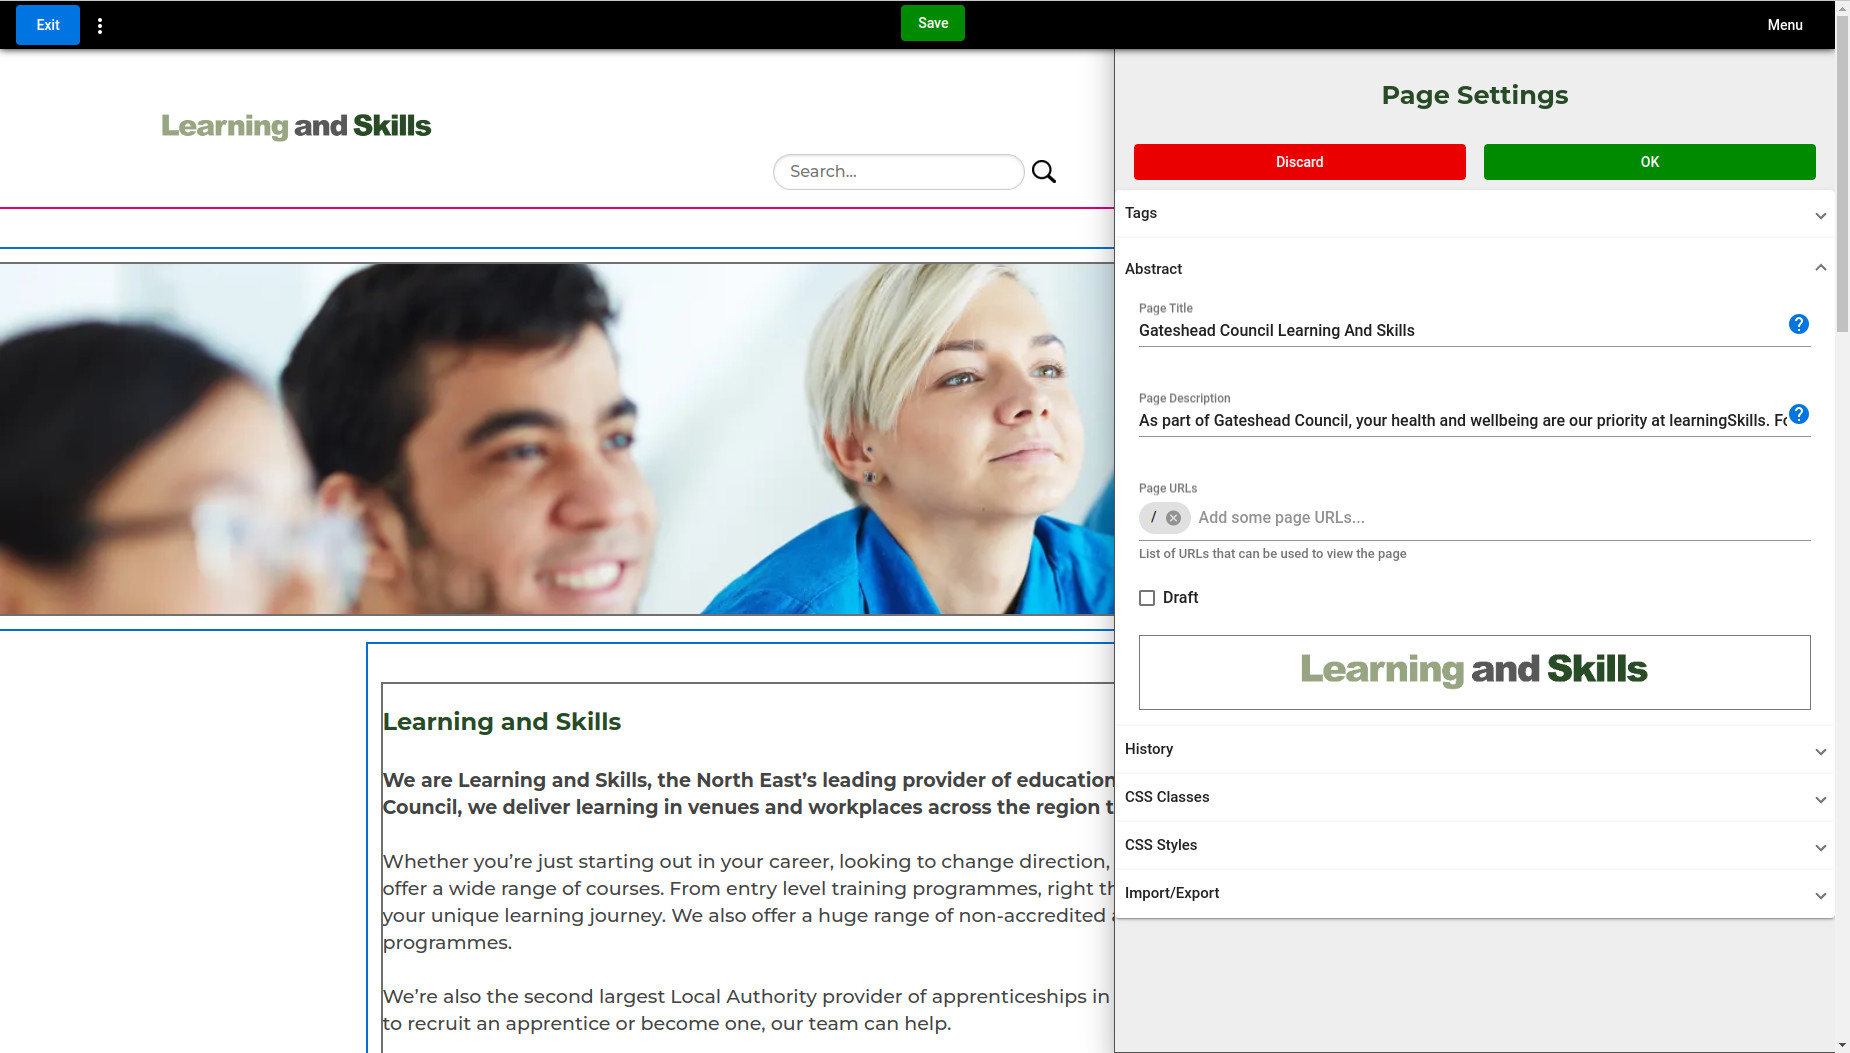 Exit
Save
Menu
Learning and Skills
Search...
Page Settings
Discard
OK
Tags
Abstract
Page Title
Gateshead Council Learning And Skills
Page Description
As part of Gateshead Council, your health and wellbeing are our priority at learningSkills.
Page URLs
/
Add some page URLs...
List of URLs that can be used to view the page
Draft
Learning and Skills
History
CSS Classes
CSS Styles
Import/Export
Learning and Skills
We are Learning and Skills, the North East's leading provider of education
Council, we deliver learning in venues and workplaces across the region
Whether you're just starting out in your career, looking to change direction,
offer a wide range of courses. From entry level training programmes, right
your unique learning journey. We also offer a huge range of non-accredited
programmes.
We're also the second largest Local Authority provider of apprenticeships in
to recruit an apprentice or become one, our team can help.